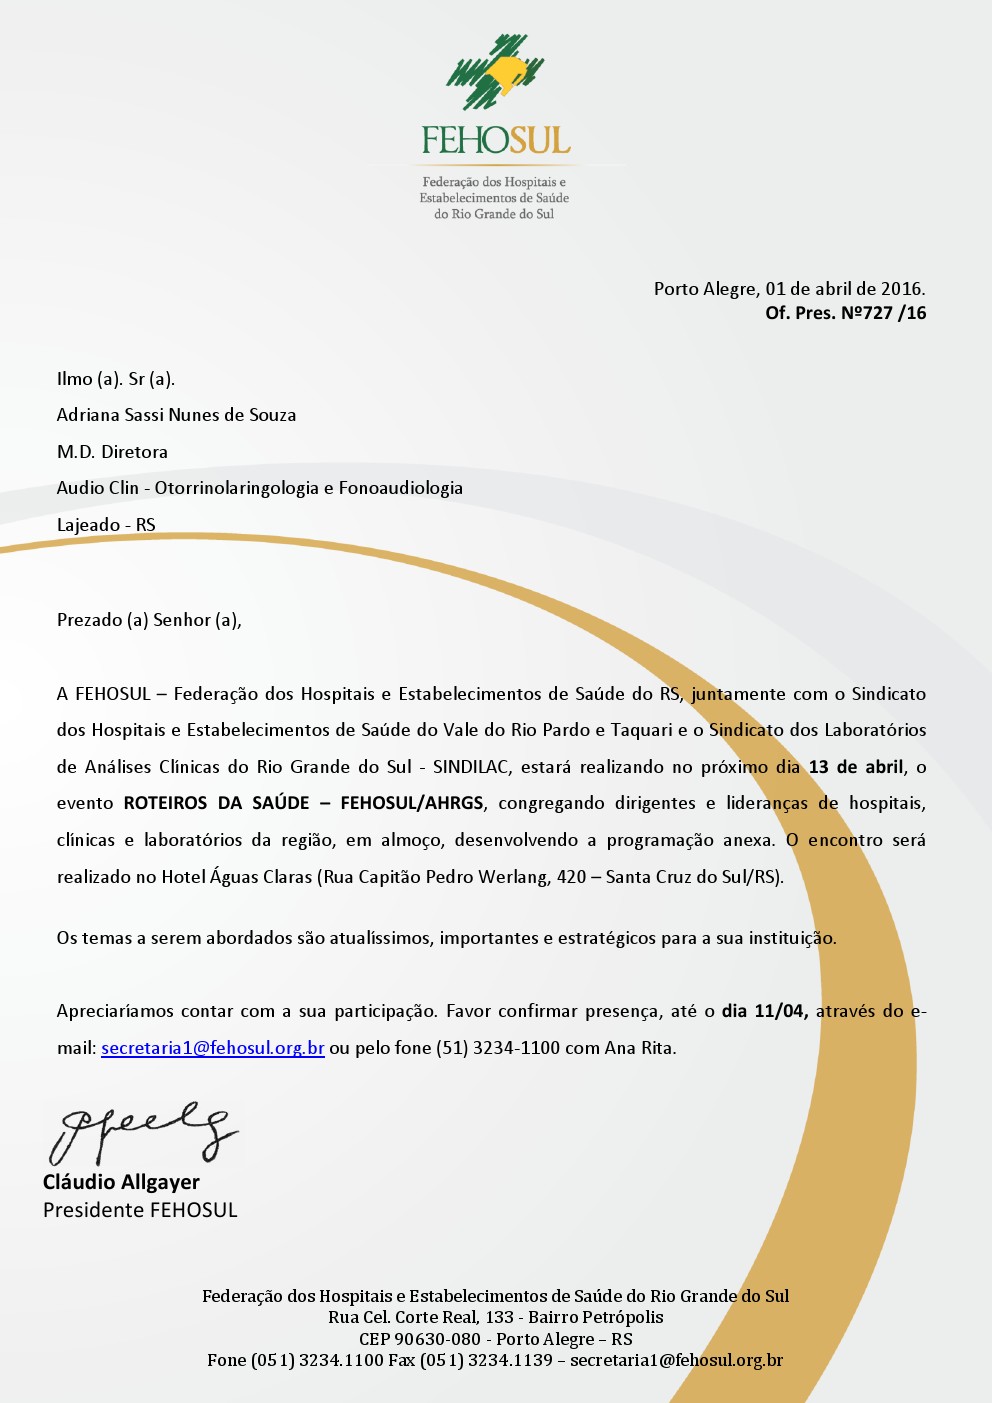 FEHOSUL
Federação dos Hospitais e
Estabelecimentos de Saúde
do Rio Grande do Sul
Porto Alegre, 01 de abril de 2016.
Of. Pres. Nº727 /16
Ilmo (a). Sr (a).
Adriana Sassi Nunes de Souza
M.D. Diretora
Audio Clin - Otorrinolaringologia e Fonoaudiologia
Lajeado - RS
Prezado (a) Senhor (a),
A FEHOSUL – Federação dos Hospitais e Estabelecimentos de Saúde do RS, juntamente com o Sindicato
dos Hospitais e Estabelecimentos de Saúde do Vale do Rio Pardo e Taquari e o Sindicato dos Laboratórios
de Análises Clínicas do Rio Grande do Sul - SINDILAC, estará realizando no próximo dia 13 de abril, o
evento ROTEIROS DA SAÚDE – FEHOSUL/AHRGS, congregando dirigentes e lideranças de hospitais,
clínicas e laboratórios da região, em almoço, desenvolvendo a programação anexa. O encontro será
realizado no Hotel Águas Claras (Rua Capitão Pedro Werlang, 420 – Santa Cruz do Sul/RS).
Os temas a serem abordados são atualíssimos, importantes e estratégicos para a sua instituição.
Apreciaríamos contar com a sua participação. Favor confirmar presença, até o dia 11/04, através do e-
mail: secretaria1@fehosul.org.br ou pelo fone (51) 3234-1100 com Ana Rita.
Cláudio Allgayer
Presidente FEHOSUL
Federação dos Hospitais e Estabelecimentos de Saúde do Rio Grande do Sul
Rua Cel. Corte Real, 133 - Bairro Petrópolis
CEP 90630-080 - Porto Alegre – RS
Fone (051) 3234.1100 Fax (051) 3234.1139 – secretaria1@fehosul.org.br